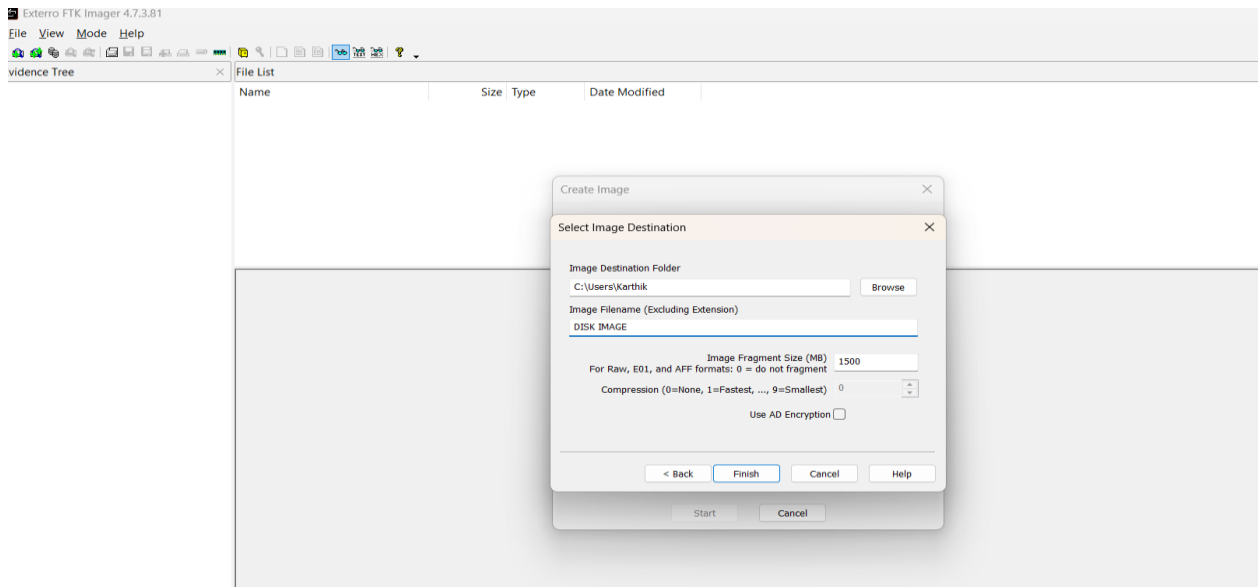 Exterro FTK Imager 4.7.3.81
File View Mode Help
vidence Tree
File List
Name Size Type Date Modified
Create Image
Select Image Destination
Image Destination Folder
C:\Users\Karthik Browse
Image Filename (Excluding Extension)
DISK IMAGE
Image Fragment Size (MB) 1500
For Raw, E01, and AFF formats: 0 = do not fragment
Compression (0=None, 1=Fastest, ..., 9=Smallest) 0
Use AD Encryption
< Back Finish Cancel Help
Start Cancel